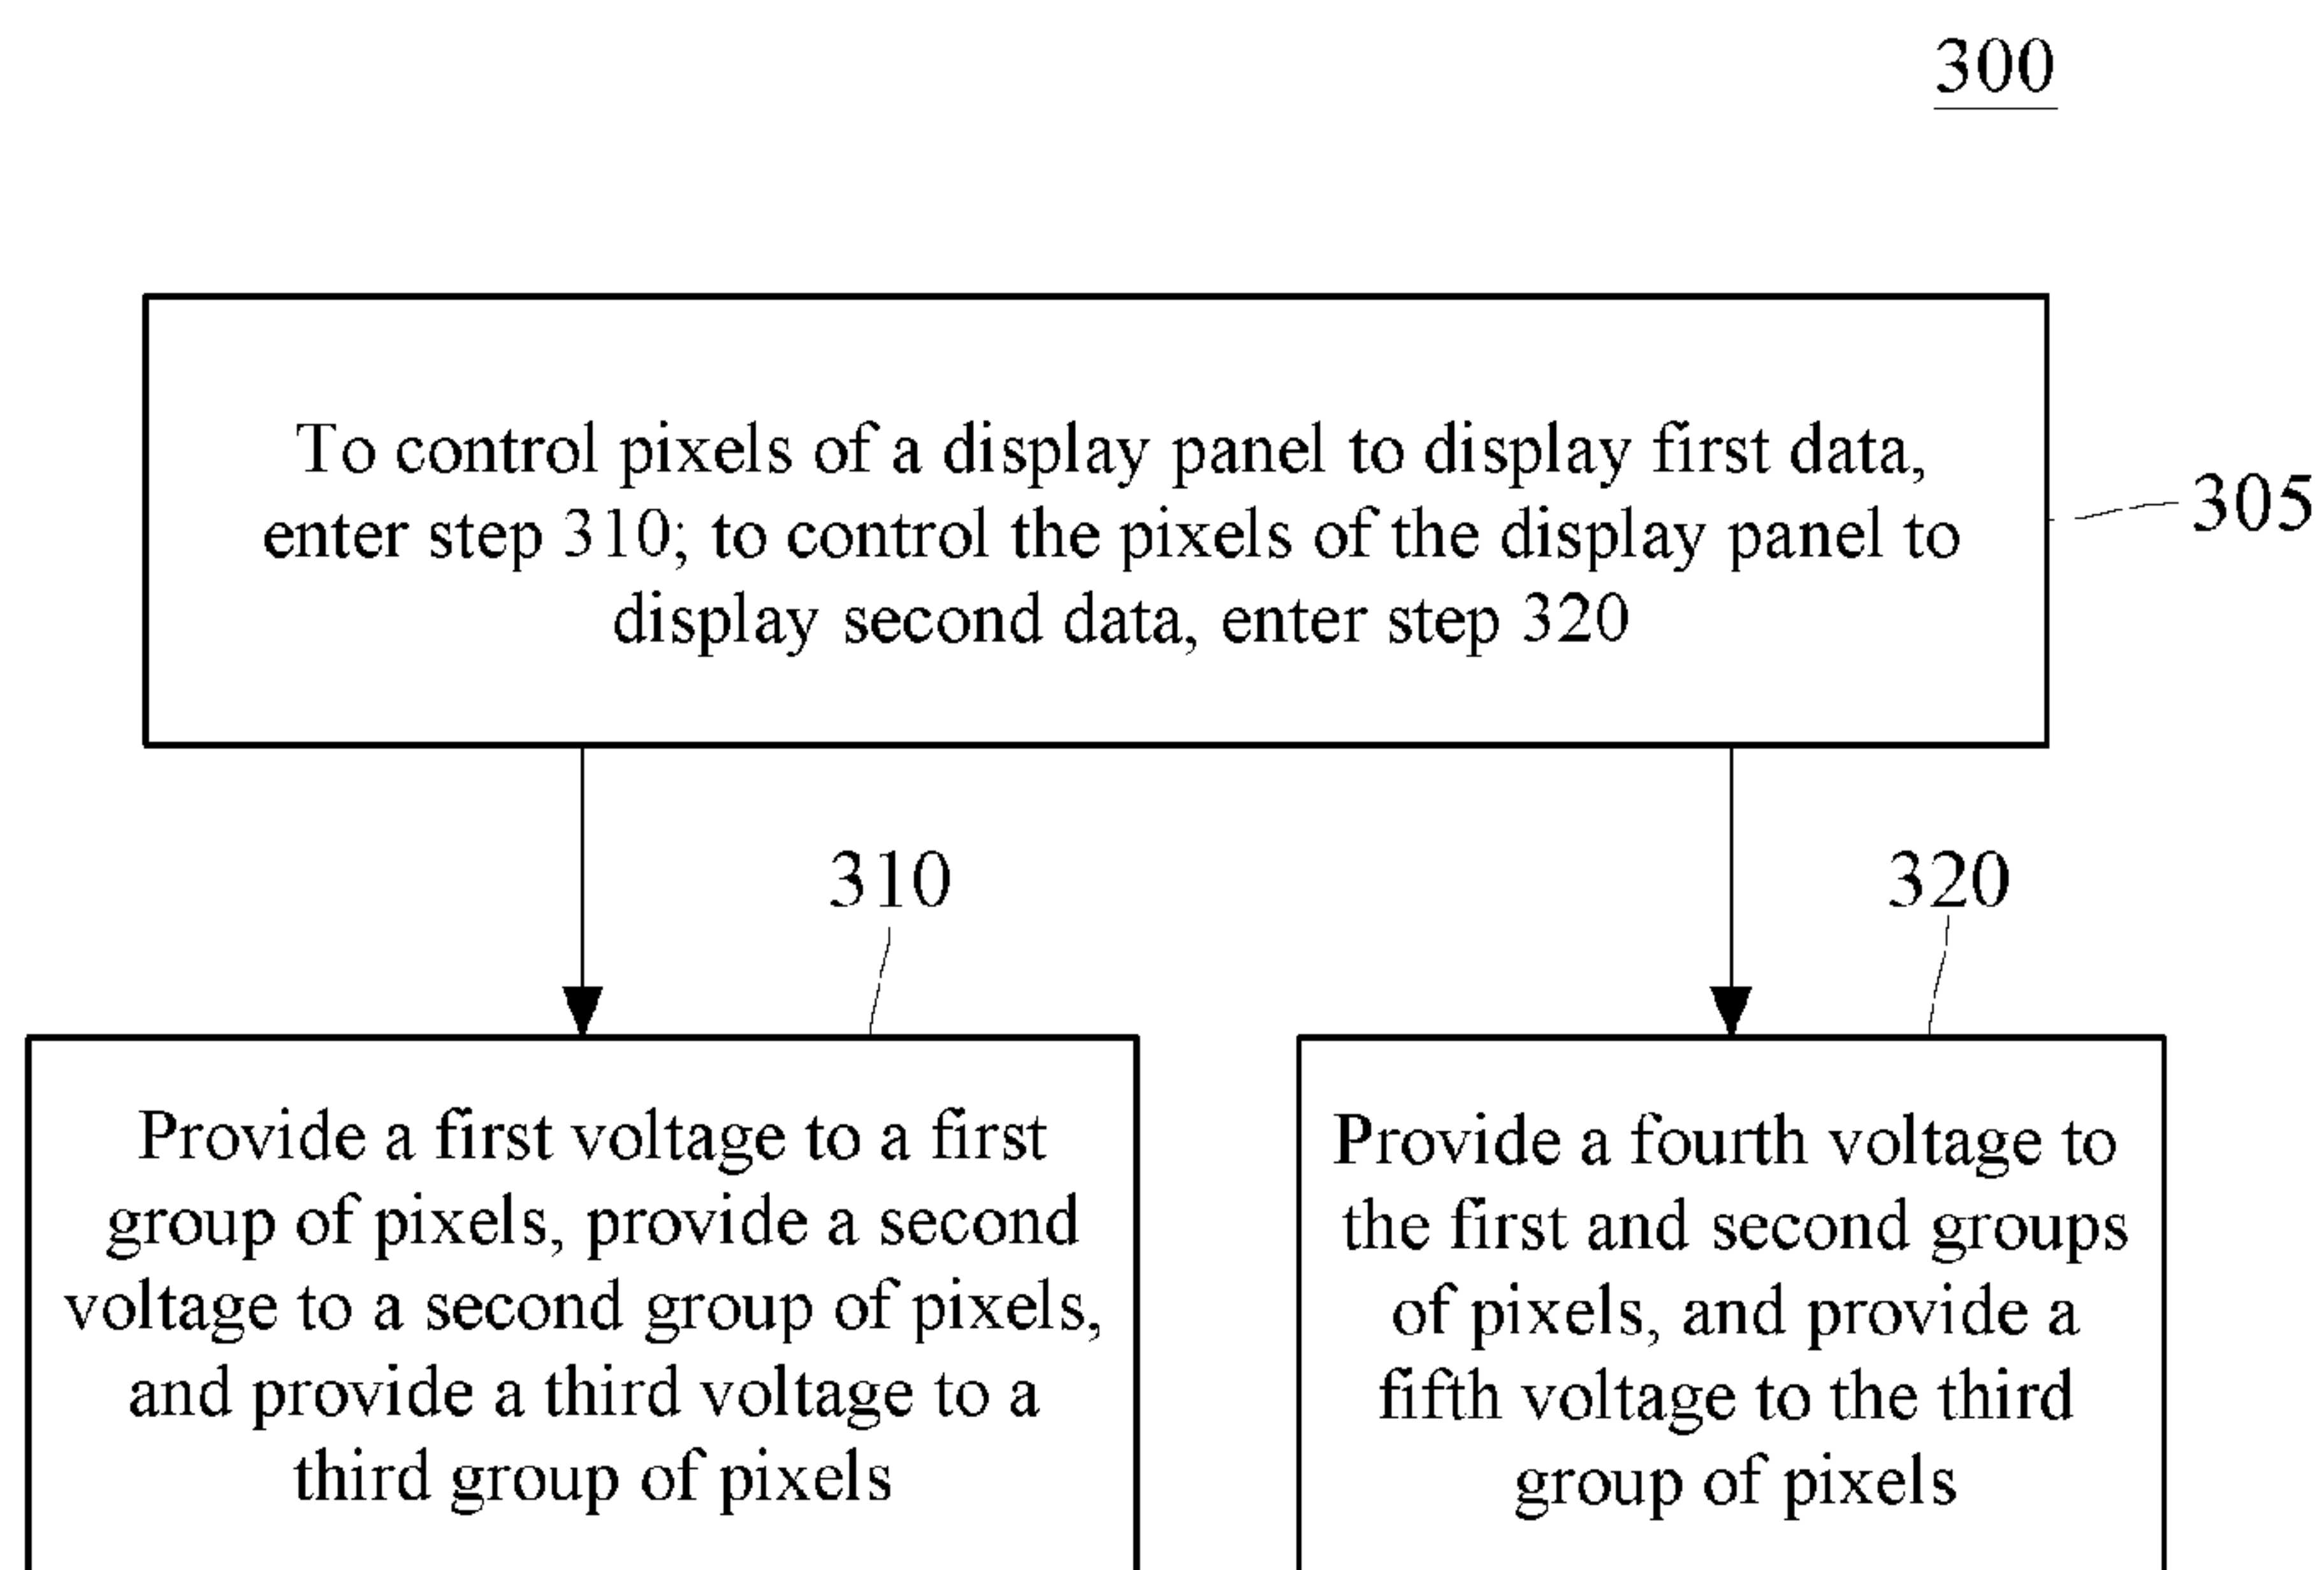 300
To control pixels of a display panel to display first data,
enter step 310; to control the pixels of the display panel to
display second data, enter step 320
305
310
320
Provide a first voltage to a first
group of pixels, provide a second
voltage to a second group of pixels,
and provide a third voltage to a
third group of pixels
Provide a fourth voltage to
the first and second groups
of pixels, and provide a
fifth voltage to the third
group of pixels